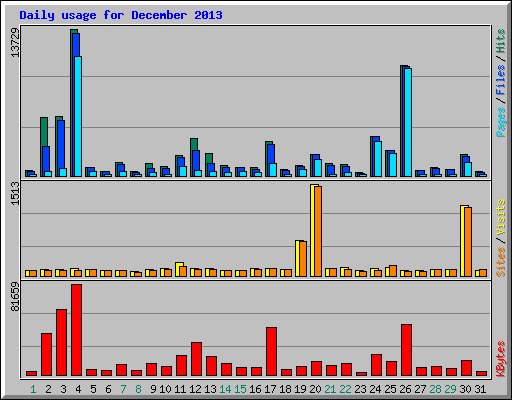 Daily usage for December 2013
13729
Pages / Files / Hits
1513
Sites / Visits
81659
KBytes
1 2 3 4 5 6 7 8 9 10 11 12 13 14 15 16 17 18 19 20 21 22 23 24 25 26 27 28 29 30 31